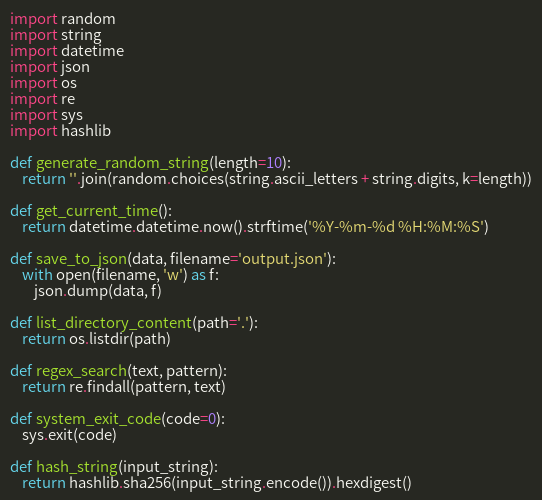 import random
import string
import datetime
import json
import os
import re
import sys
import hashlib

def generate_random_string(length=10):
    return ''.join(random.choices(string.ascii_letters + string.digits, k=length))

def get_current_time():
    return datetime.datetime.now().strftime('%Y-%m-%d %H:%M:%S')

def save_to_json(data, filename='output.json'):
    with open(filename, 'w') as f:
        json.dump(data, f)

def list_directory_content(path='.'):
    return os.listdir(path)

def regex_search(text, pattern):
    return re.findall(pattern, text)

def system_exit_code(code=0):
    sys.exit(code)

def hash_string(input_string):
    return hashlib.sha256(input_string.encode()).hexdigest()